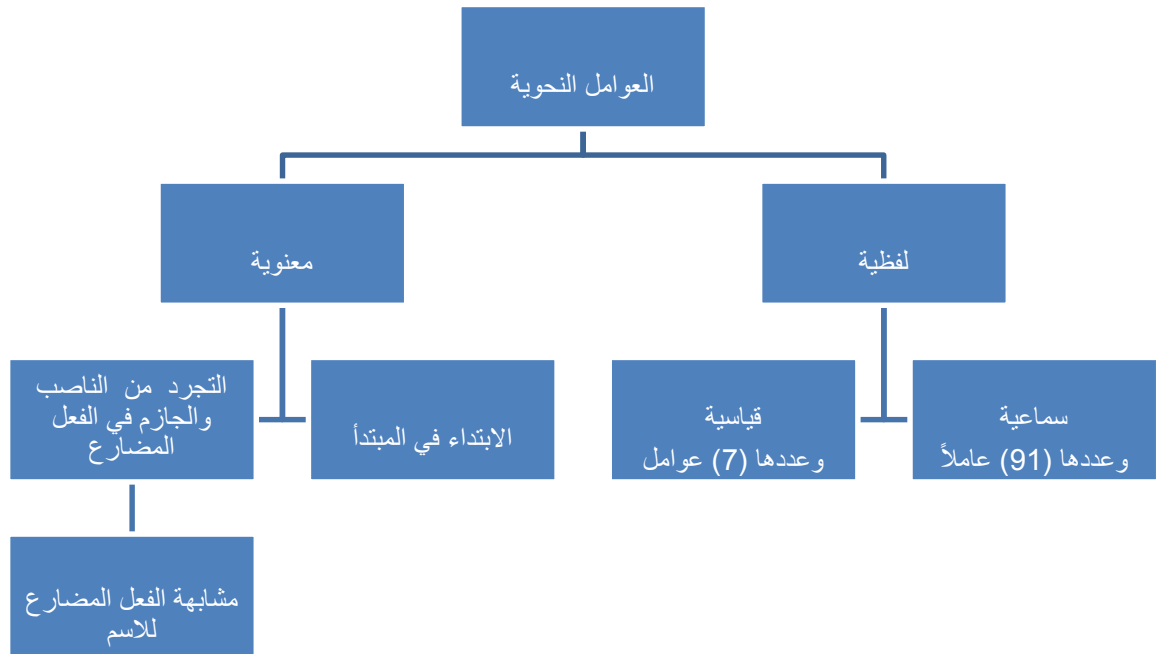 العوامل النحوية
لفظية
معنوية
سماعية
وعددها (91) عاملاً
قياسية
وعددها (7) عوامل
الابتداء في المبتدأ
التجرد من الناصب
والجازم في الفعل
المضارع
مشابهة الفعل المضارع
للاسم